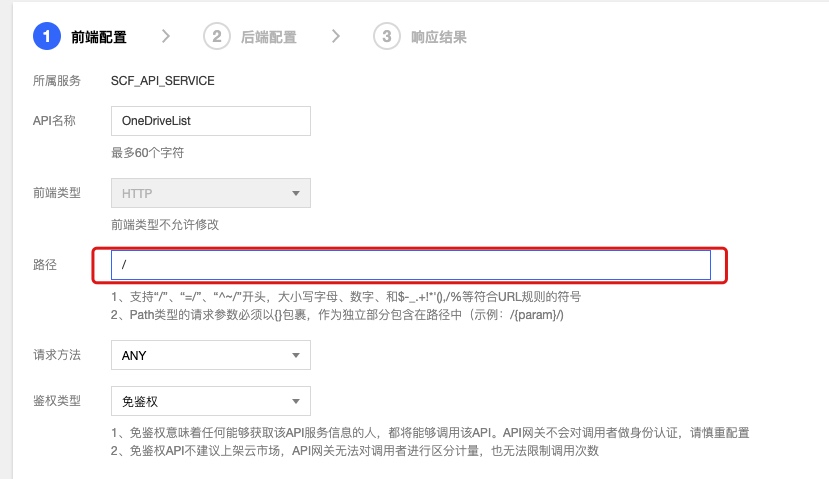 1 前端配置 2 后端配置 3 响应结果
所属服务 SCF_API_SERVICE
API名称 OneDriveList
最多60个字符
前端类型 HTTP
前端类型不允许修改
路径 /
1、支持“/”、“=/”、“^~/”开头，大小写字母、数字、和$-_.+!*'(),/%等符合URL规则的符号
2、Path类型的请求参数必须以{}包裹，作为独立部分包含在路径中（示例：/{param}/)
请求方法 ANY
鉴权类型 免鉴权
1、免鉴权意味着任何能够获取该API服务信息的人，都将能够调用该API。API网关不会对调用者做身份认证，请慎重配置
2、免鉴权API不建议上架云市场，API网关无法对调用者进行区分计量，也无法限制调用次数